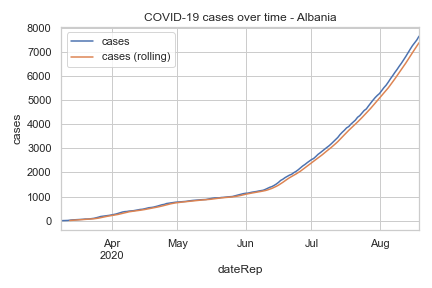 COVID-19 cases over time - Albania
cases
cases (rolling)
8000
7000
6000
5000
4000
3000
2000
1000
0
cases
Apr
2020
May
Jun
Jul
Aug
dateRep